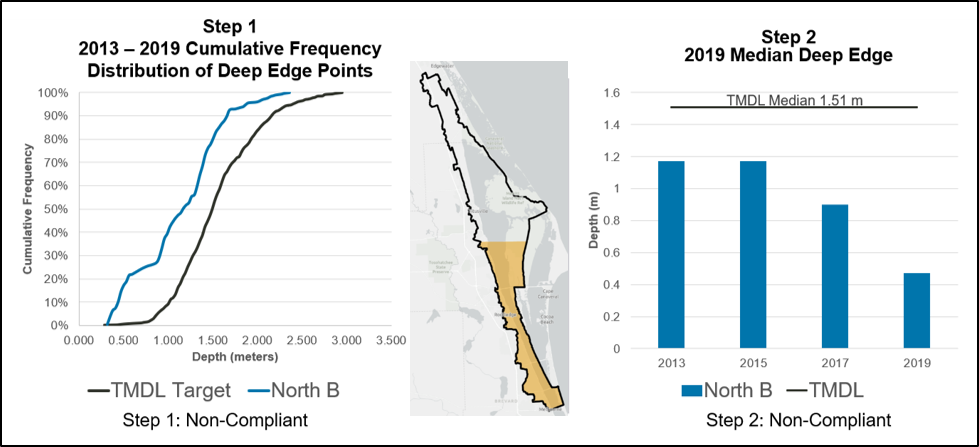 Step 1
2013 – 2019 Cumulative Frequency
Distribution of Deep Edge Points
100%
90%
80%
70%
60%
50%
40%
30%
20%
10%
0%
Cumulative Frequency
0.000 0.500 1.000 1.500 2.000 2.500 3.000 3.500
Depth (meters)
TMDL Target North B
Step 1: Non-Compliant
Step 2
2019 Median Deep Edge
1.6
1.4
1.2
1
0.8
0.6
0.4
0.2
0
Depth (m)
TMDL Median 1.51 m
2013 2015 2017 2019
North B TMDL
Step 2: Non-Compliant